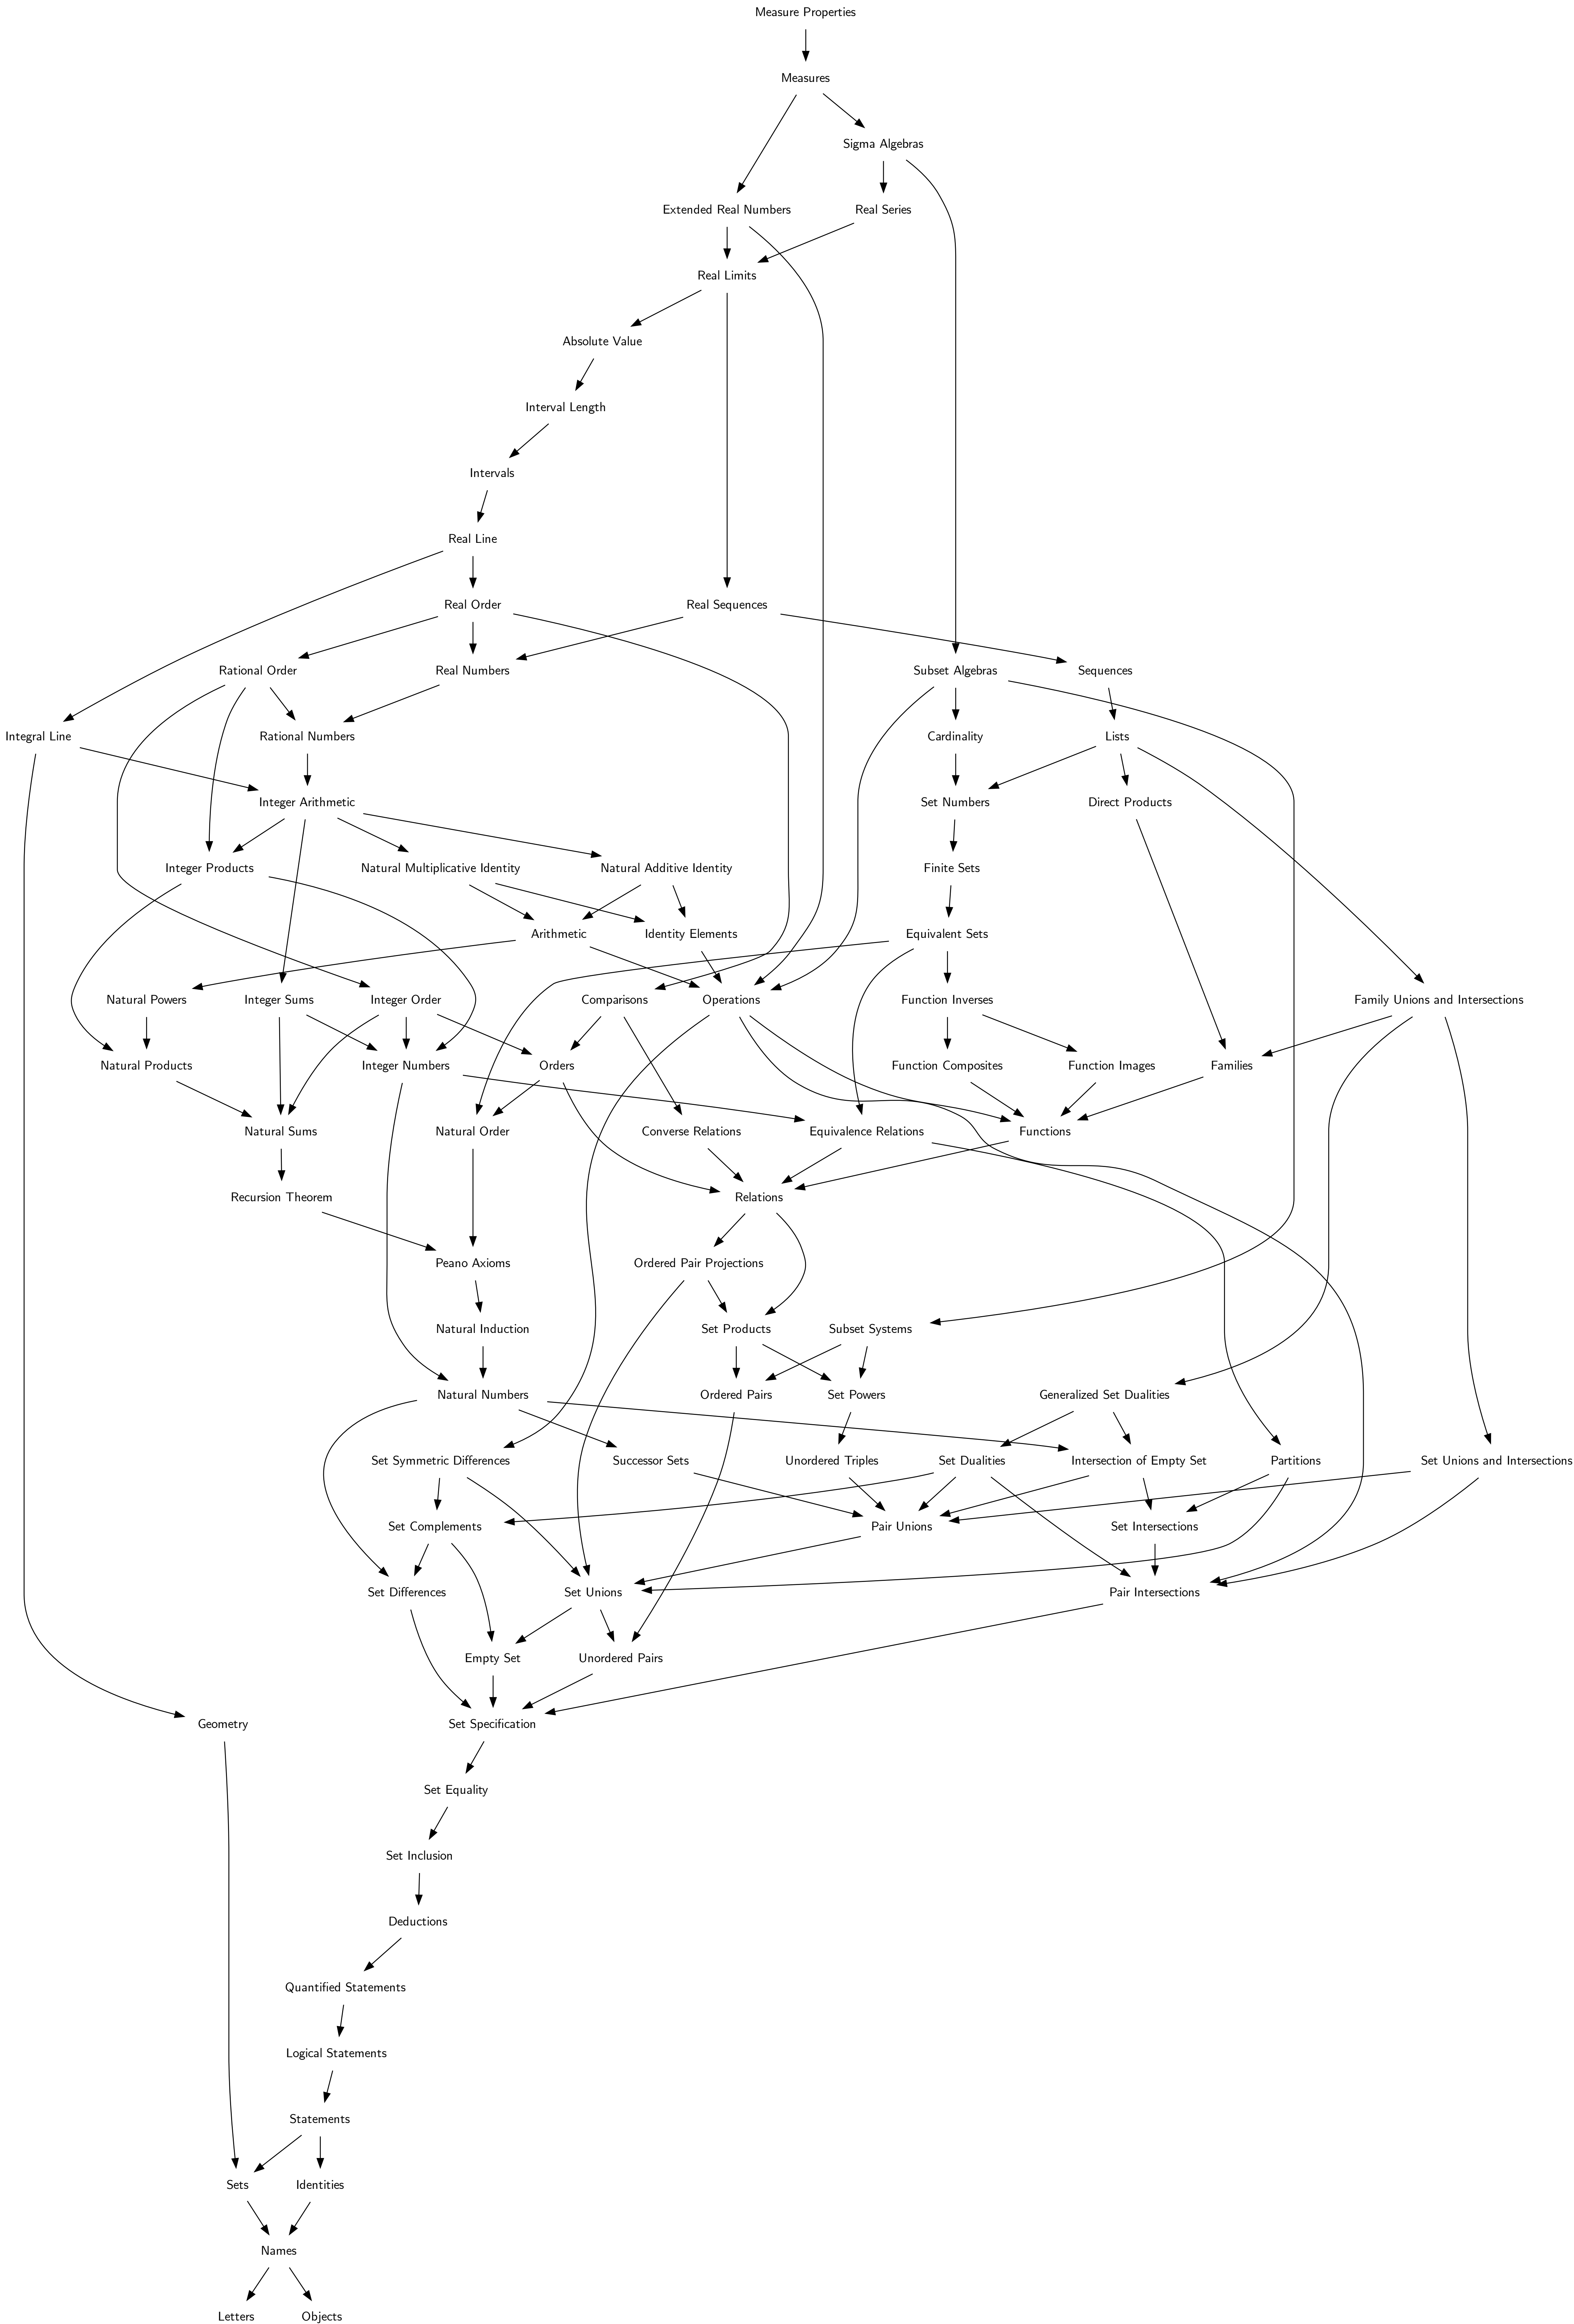 Measure Properties
Measures
Sigma Algebras
Extended Real Numbers
Real Series
Real Limits
Absolute Value
Interval Length
Intervals
Real Line
Real Order
Real Sequences
Rational Order
Real Numbers
Subset Algebras
Sequences
Integral Line
Rational Numbers
Cardinality
Lists
Integer Arithmetic
Set Numbers
Direct Products
Integer Products
Natural Multiplicative Identity
Natural Additive Identity
Finite Sets
Arithmetic
Identity Elements
Equivalent Sets
Natural Powers
Integer Sums
Integer Order
Comparisons
Operations
Function Inverses
Family Unions and Intersections
Natural Products
Integer Numbers
Orders
Function Composites
Function Images
Families
Natural Sums
Natural Order
Converse Relations
Equivalence Relations
Functions
Recursion Theorem
Relations
Peano Axioms
Ordered Pair Projections
Natural Induction
Set Products
Subset Systems
Natural Numbers
Ordered Pairs
Set Powers
Generalized Set Dualities
Set Symmetric Differences
Successor Sets
Unordered Triples
Set Dualities
Intersection of Empty Set
Partitions
Set Unions and Intersections
Set Complements
Pair Unions
Set Intersections
Set Differences
Set Unions
Pair Intersections
Empty Set
Unordered Pairs
Geometry
Set Specification
Set Equality
Set Inclusion
Deductions
Quantified Statements
Logical Statements
Statements
Sets
Identities
Names
Letters
Objects